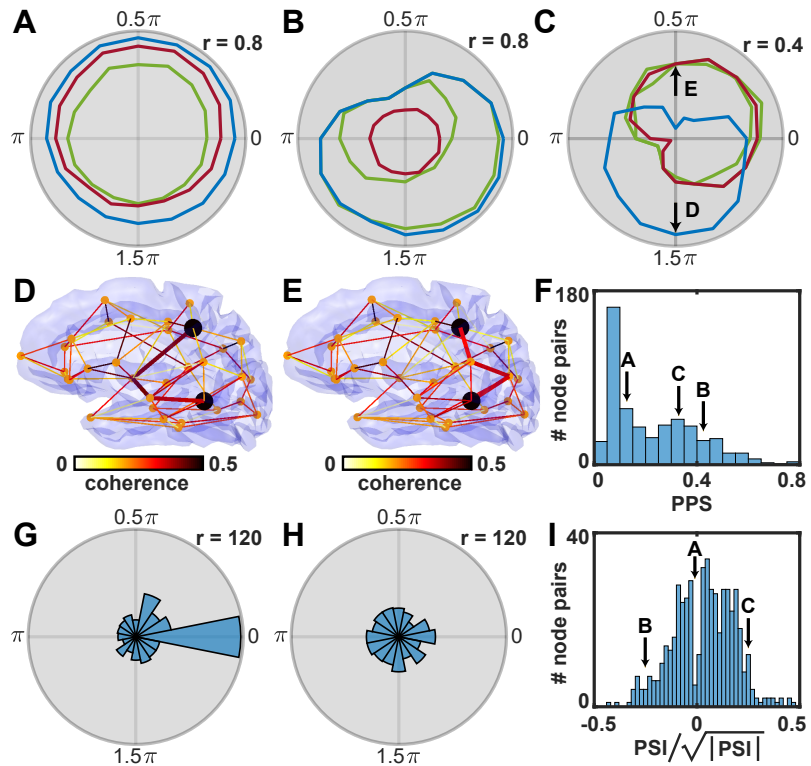 A
0.5π
r = 0.8
π
0
1.5π
B
0.5π
r = 0.8
π
0
1.5π
C
0.5π
r = 0.4
E
π
0
D
1.5π
D
0
0.5
coherence
E
0
0.5
coherence
F
180
A
C
B
# node pairs
0
0
0.4
0.8
PPS
G
0.5π
r = 120
π
0
1.5π
H
0.5π
r = 120
π
0
1.5π
I
40
A
B
C
# node pairs
0
-0.5
0
0.5
PSI/√|PSI|